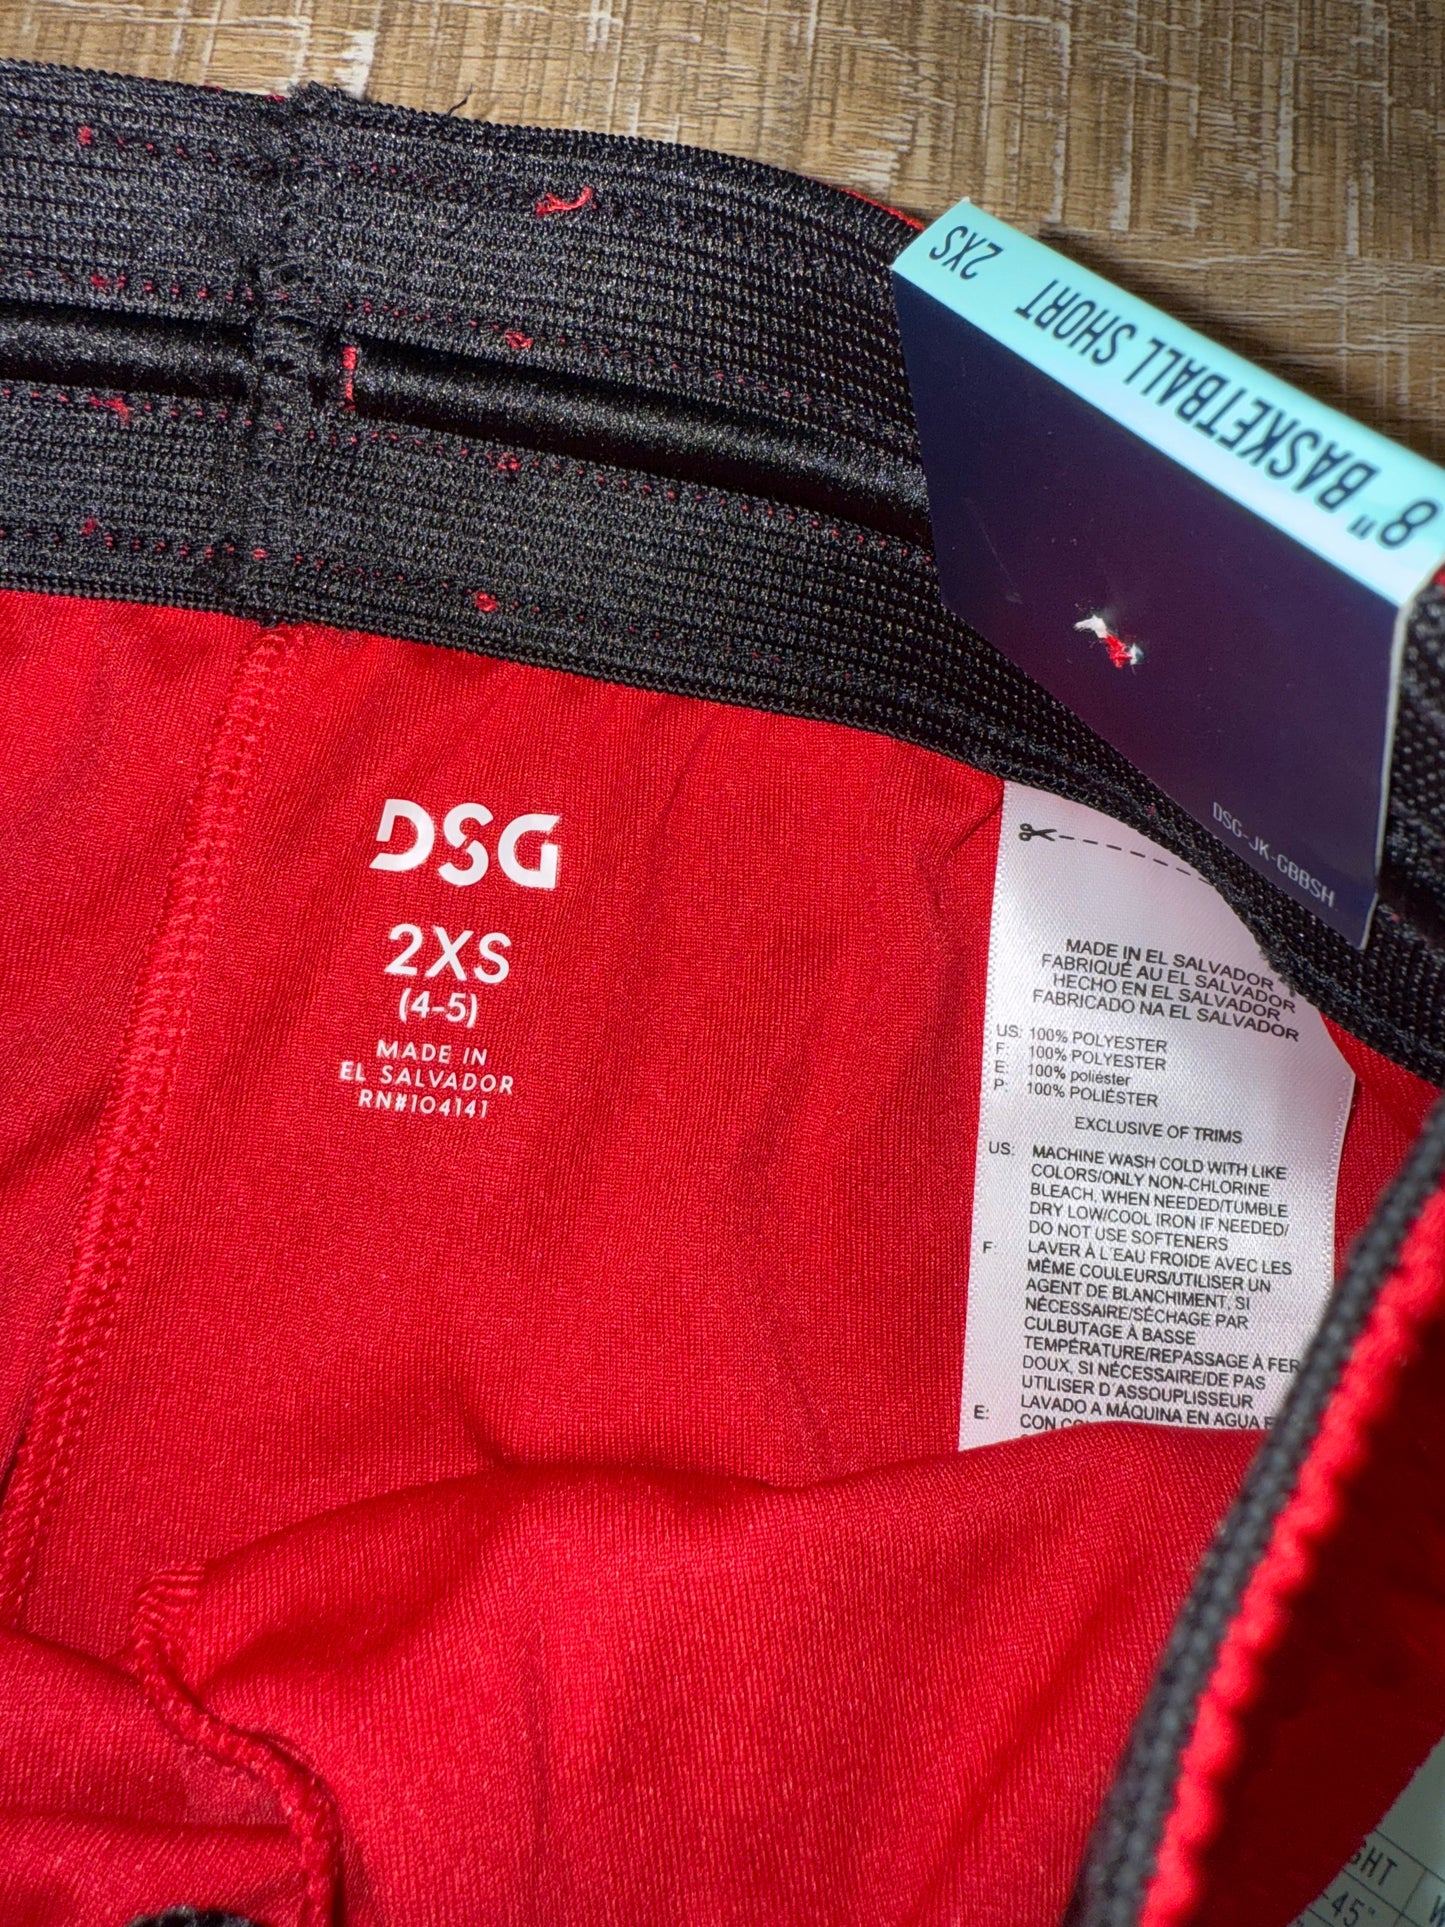 2XS
8" BASKETBALL SHORT
DSG-JK-GBBSH
DSG
2XS
(4-5)
MADE IN
EL SALVADOR
RN#104141
MADE IN EL SALVADOR
FABRIQUÉ AU EL SALVADOR
HECHO EN EL SALVADOR
FABRICADO NA EL SALVADOR
US: 100% POLYESTER
F: 100% POLYESTER
E: 100% poliéster
P: 100% POLIÉSTER
EXCLUSIVE OF TRIMS
US: MACHINE WASH COLD WITH LIKE
COLORS/ONLY NON-CHLORINE
BLEACH, WHEN NEEDED/TUMBLE
DRY LOW/COOL IRON IF NEEDED/
DO NOT USE SOFTENERS
F: LAVER À L´EAU FROIDE AVEC LES
MÊME COULEURS/UTILISER UN
AGENT DE BLANCHIMENT, SI
NÉCESSAIRE/SÉCHAGE PAR
CULBUTAGE À BASSE
TEMPÉRATURE/REPASSAGE À FER
DOUX, SI NÉCESSAIRE/DE PAS
UTILISER D´ASSOUPLISSEUR
E: LAVADO A MÁQUINA EN AGUA
CON
-45"